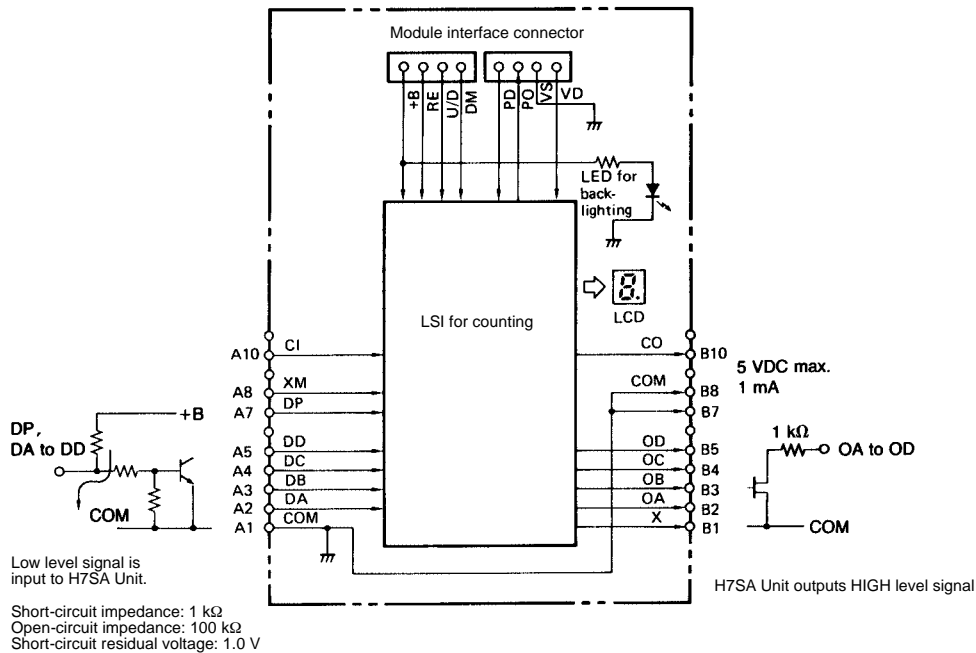 Module interface connector
+B
RE
U/D
DM
PD
PO
VS
VD
LED for
back-
lighting
LSI for counting
8.
LCD
A10
CI
A8
XM
A7
DP
A5
DD
A4
DC
A3
DB
A2
DA
A1
COM
CO
B10
COM
B8
B7
OD
B5
OC
B4
OB
B3
OA
B2
X
B1
5 VDC max.
1 mA
+B
DP,
DA to DD
COM
1 kΩ
OA to OD
COM
Low level signal is
input to H7SA Unit.
Short-circuit impedance: 1 kΩ
Open-circuit impedance: 100 kΩ
Short-circuit residual voltage: 1.0 V
H7SA Unit outputs HIGH level signal